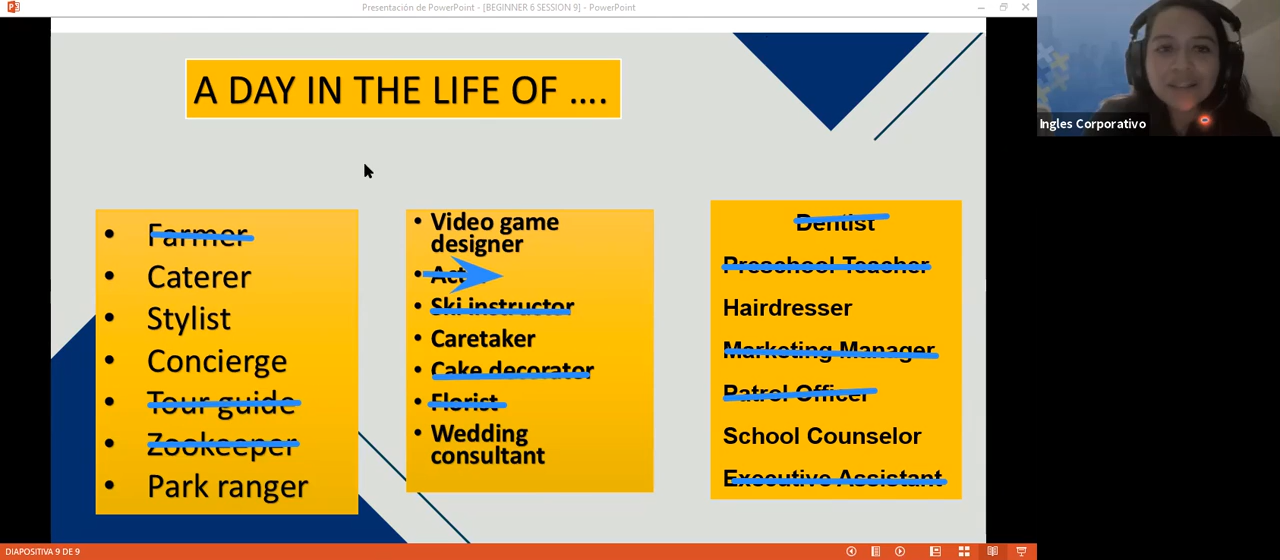 Presentación de PowerPoint - [BEGINNER 6 SESSION 9] - PowerPoint
Ingles Corporativo
A DAY IN THE LIFE OF ....
• Farmer
• Caterer
• Stylist
• Concierge
• Tour guide
• Zookeeper
• Park ranger
• Video game
designer
• Act
• Ski instructor
• Caretaker
• Cake decorator
• Florist
• Wedding
consultant
Dentist
Preschool Teacher
Hairdresser
Marketing Manager
Patrol Officer
School Counselor
Executive Assistant
DIAPOSITIVA 9 DE 9